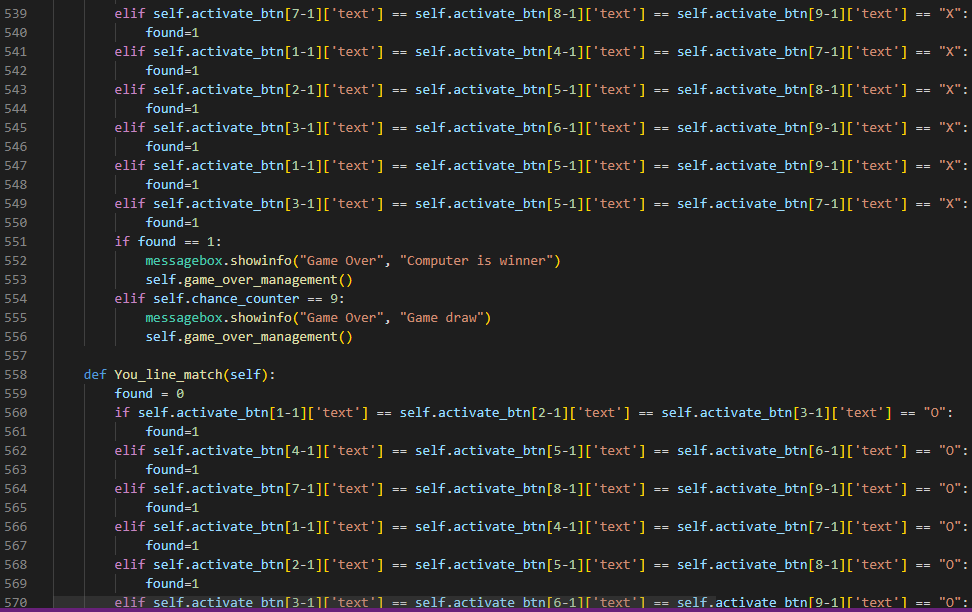 539 elif self.activate_btn[7-1]['text'] == self.activate_btn[8-1]['text'] == self.activate_btn[9-1]['text'] == "X":
540 found=1
541 elif self.activate_btn[1-1]['text'] == self.activate_btn[4-1]['text'] == self.activate_btn[7-1]['text'] == "X":
542 found=1
543 elif self.activate_btn[2-1]['text'] == self.activate_btn[5-1]['text'] == self.activate_btn[8-1]['text'] == "X":
544 found=1
545 elif self.activate_btn[3-1]['text'] == self.activate_btn[6-1]['text'] == self.activate_btn[9-1]['text'] == "X":
546 found=1
547 elif self.activate_btn[1-1]['text'] == self.activate_btn[5-1]['text'] == self.activate_btn[9-1]['text'] == "X":
548 found=1
549 elif self.activate_btn[3-1]['text'] == self.activate_btn[5-1]['text'] == self.activate_btn[7-1]['text'] == "X":
550 found=1
551 if found == 1:
552 messagebox.showinfo("Game Over", "Computer is winner")
553 self.game_over_management()
554 elif self.chance_counter == 9:
555 messagebox.showinfo("Game Over", "Game draw")
556 self.game_over_management()
557
558 def You_line_match(self):
559 found = 0
560 if self.activate_btn[1-1]['text'] == self.activate_btn[2-1]['text'] == self.activate_btn[3-1]['text'] == "O":
561 found=1
562 elif self.activate_btn[4-1]['text'] == self.activate_btn[5-1]['text'] == self.activate_btn[6-1]['text'] == "O":
563 found=1
564 elif self.activate_btn[7-1]['text'] == self.activate_btn[8-1]['text'] == self.activate_btn[9-1]['text'] == "O":
565 found=1
566 elif self.activate_btn[1-1]['text'] == self.activate_btn[4-1]['text'] == self.activate_btn[7-1]['text'] == "O":
567 found=1
568 elif self.activate_btn[2-1]['text'] == self.activate_btn[5-1]['text'] == self.activate_btn[8-1]['text'] == "O":
569 found=1
570 elif self.activate_btn[3-1]['text'] == self.activate_btn[6-1]['text'] == self.activate_btn[9-1]['text'] == "O":